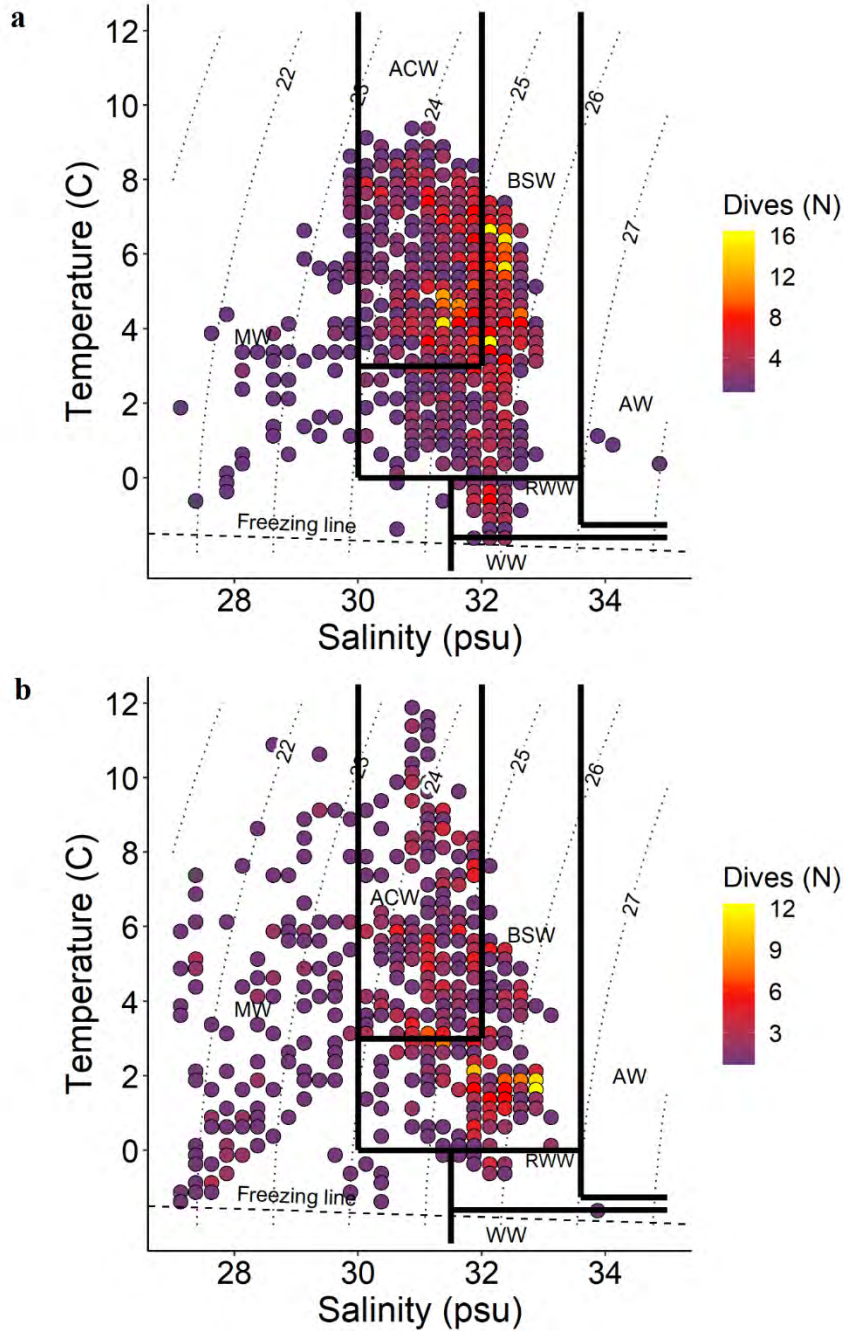 a
12
10
8
6
4
2
0
Temperature (C)
ACW
22
23
24
25
26
BSW
27
MW
AW
RWW
Freezing line
WW
28
30
32
34
Salinity (psu)
Dives (N)
16
12
8
4
b
12
10
8
6
4
2
0
Temperature (C)
22
23
24
25
26
ACW
BSW
27
MW
AW
RWW
Freezing line
WW
28
30
32
34
Salinity (psu)
Dives (N)
12
9
6
3